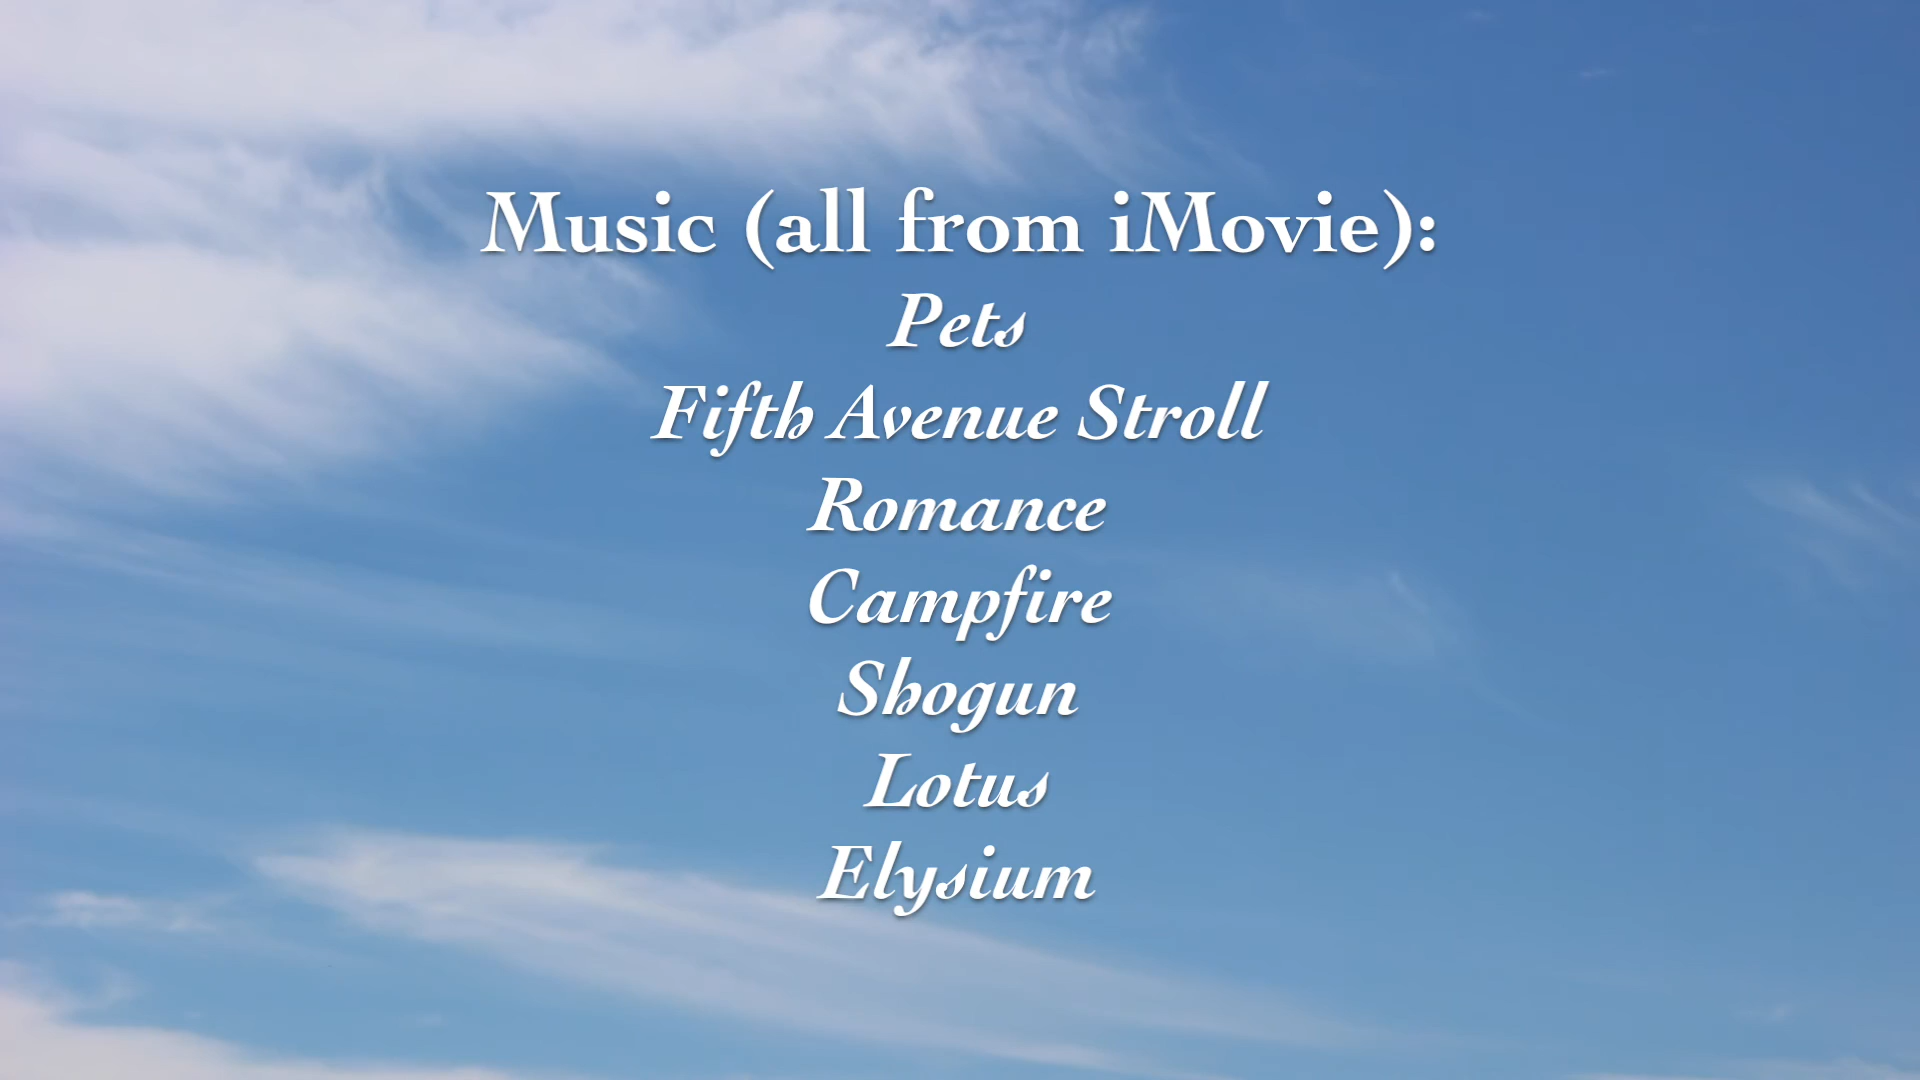 Music (all from iMovie):
Pets
Fifth Avenue Stroll
Romance
Campfire
Shogun
Lotus
Elysium